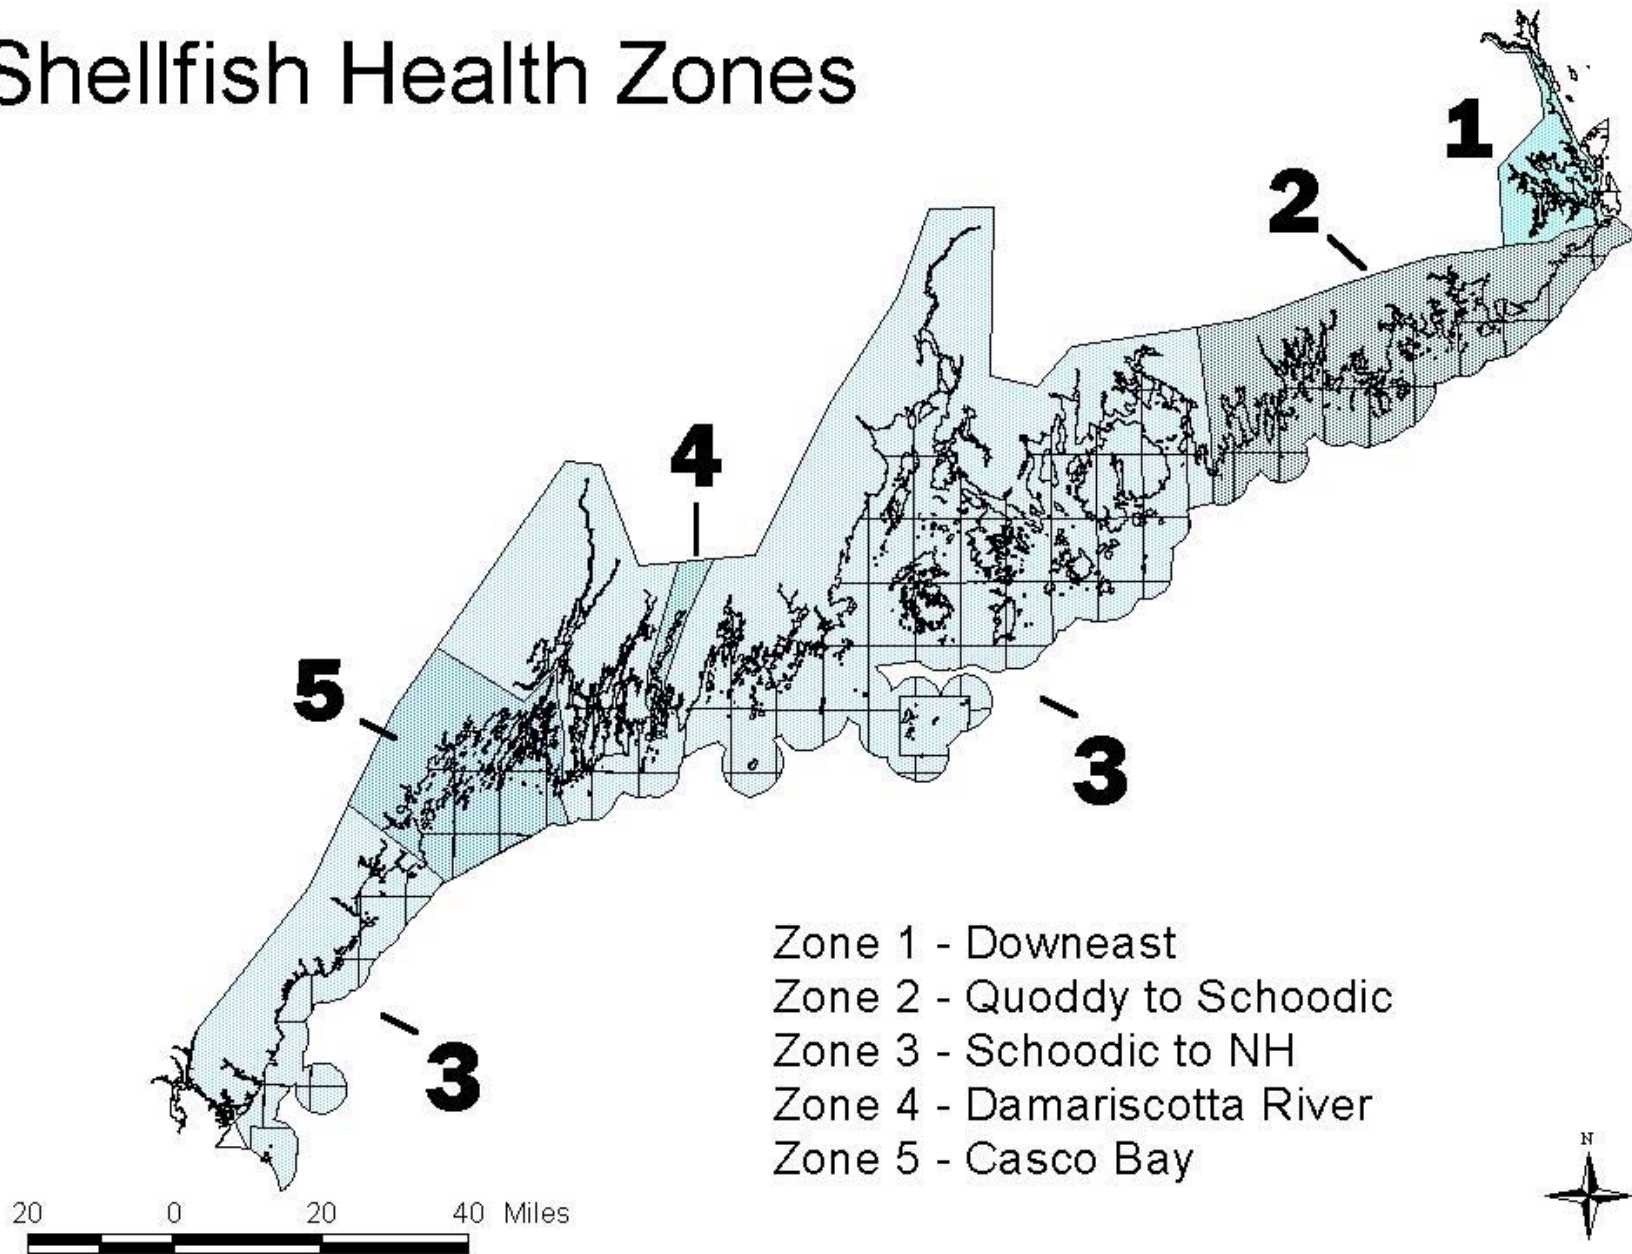 Shellfish Health Zones
1
2
4
5
3
3
Zone 1 - Downeast
Zone 2 - Quoddy to Schoodic
Zone 3 - Schoodic to NH
Zone 4 - Damariscotta River
Zone 5 - Casco Bay
N
20 0 20 40 Miles